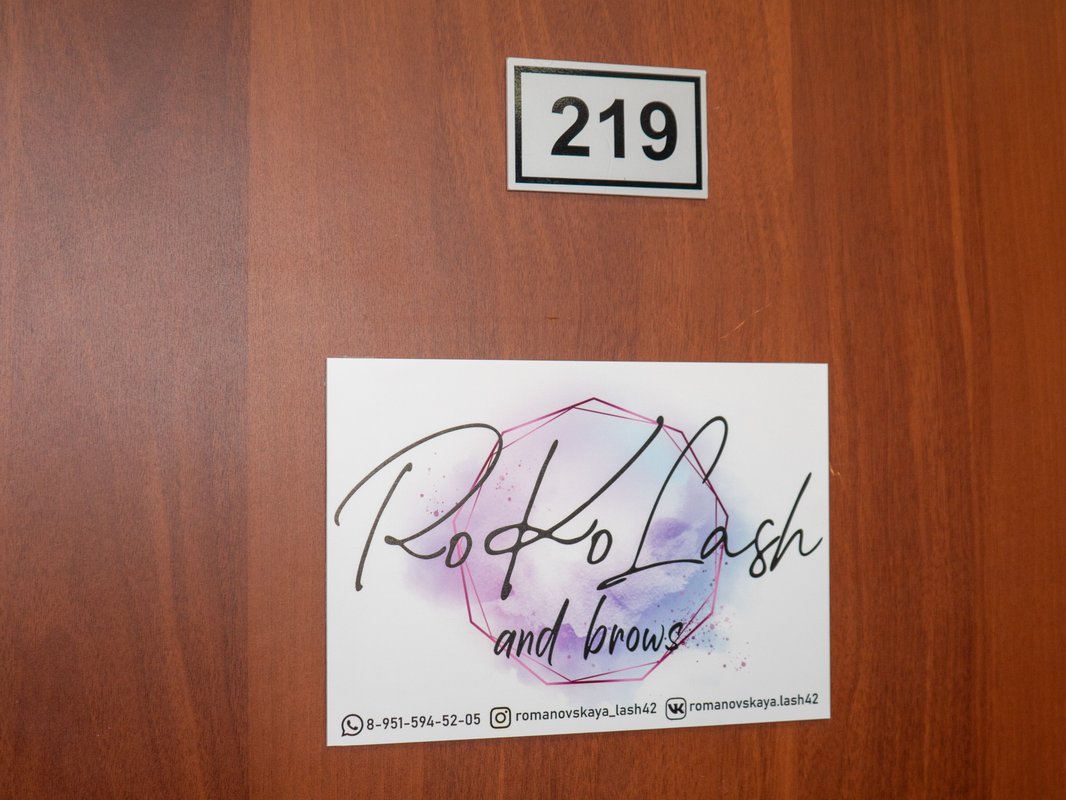 219
RoKoLash
and brows
8-951-594-52-05 romanovskaya_lash42 romanovskaya.lash42